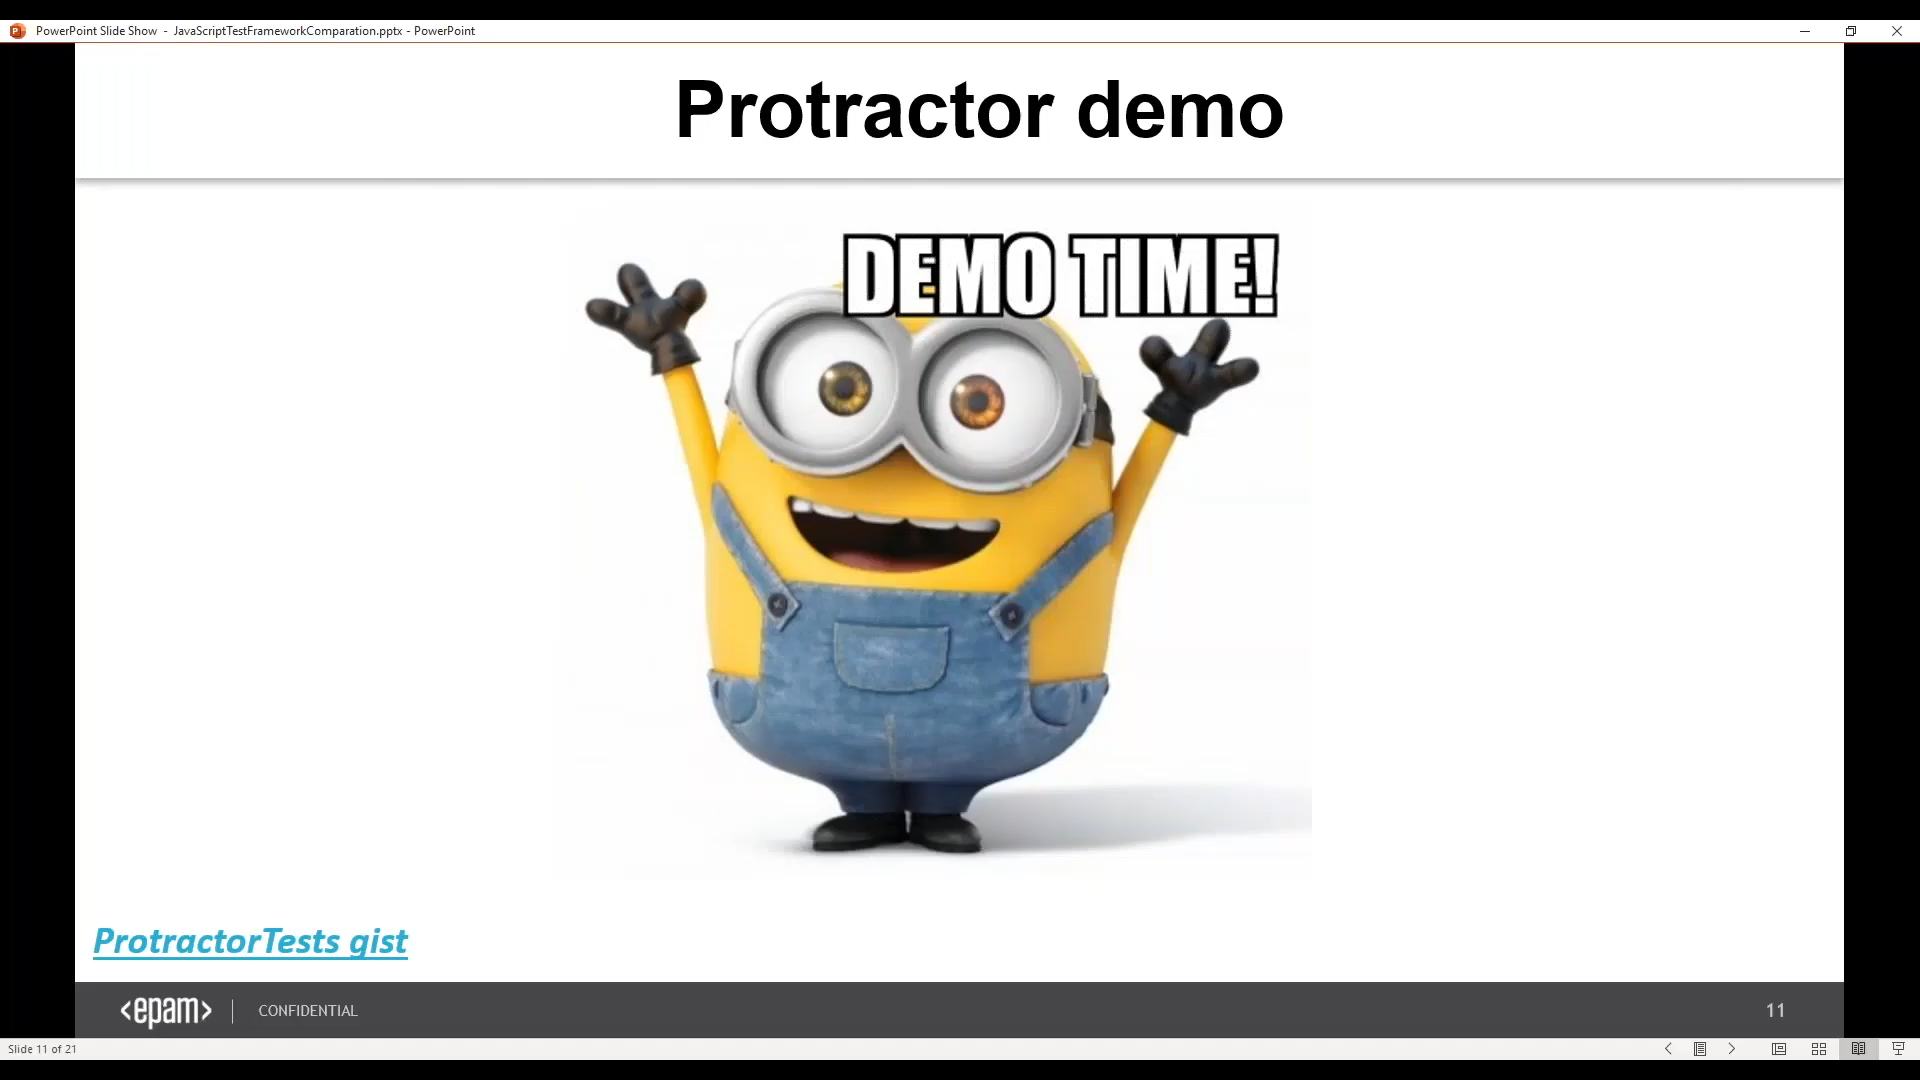 PowerPoint Slide Show - JavaScriptTestFrameworkComparation.pptx - PowerPoint
Protractor demo
DEMO TIME!
ProtractorTests gist
<epam>
CONFIDENTIAL
11
Slide 11 of 21